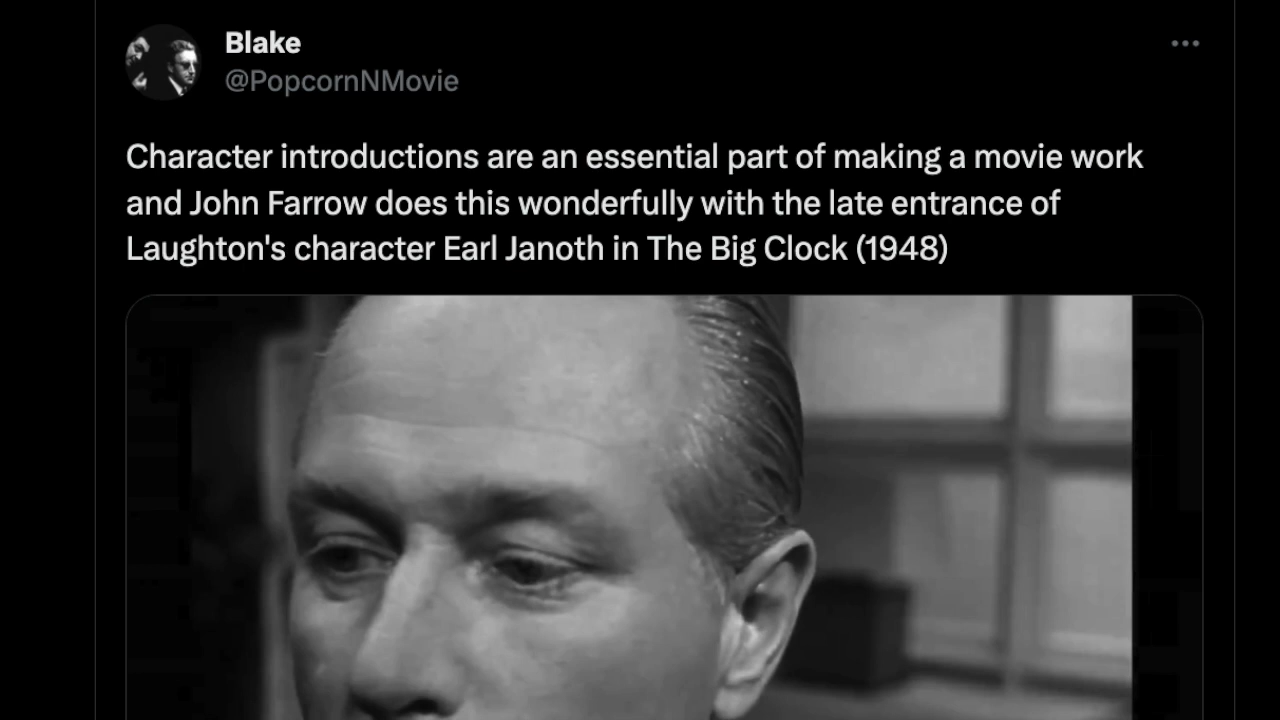 Blake
@PopcornNMovie
Character introductions are an essential part of making a movie work
and John Farrow does this wonderfully with the late entrance of
Laughton's character Earl Janoth in The Big Clock (1948)